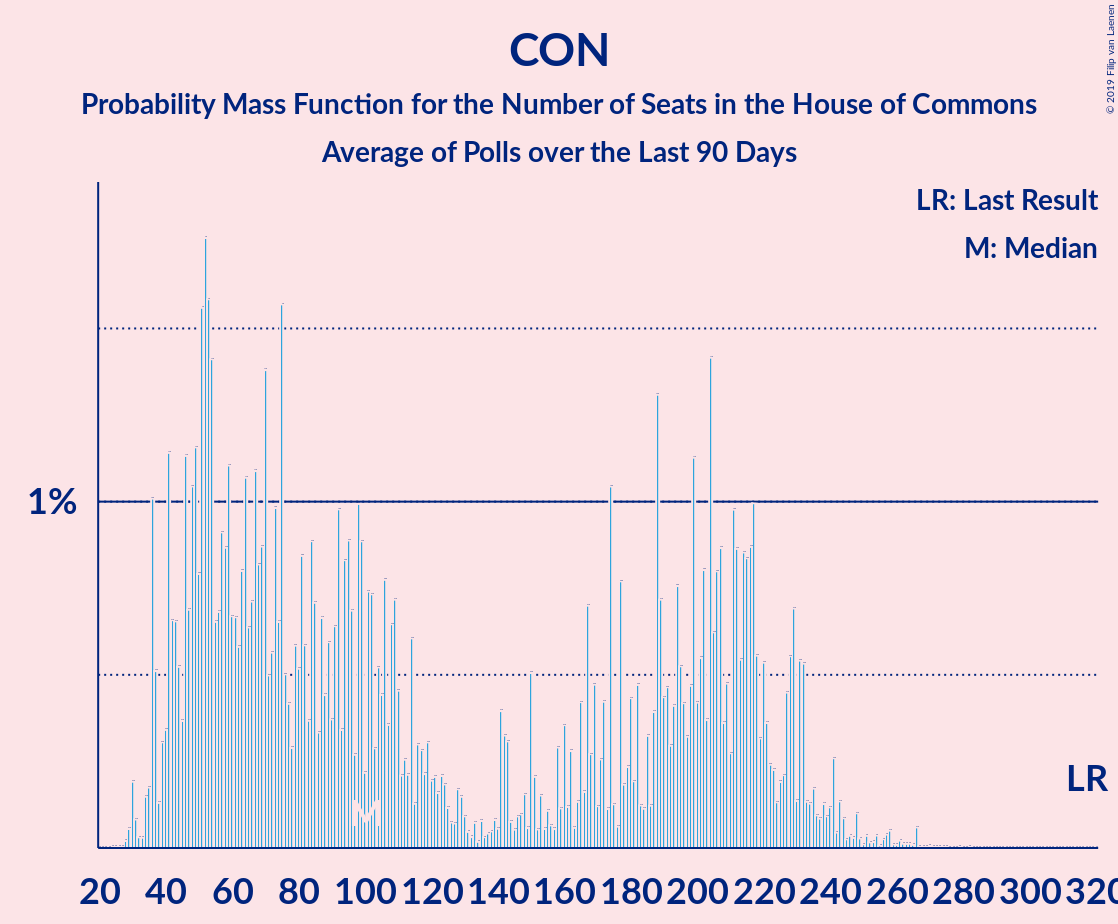 CON
Probability Mass Function for the Number of Seats in the House of Commons
Average of Polls over the Last 90 Days
© 2019 Filip van Laenen
LR: Last Result
M: Median
1%
LR
M
20 40 60 80 100 120 140 160 180 200 220 240 260 280 300 320